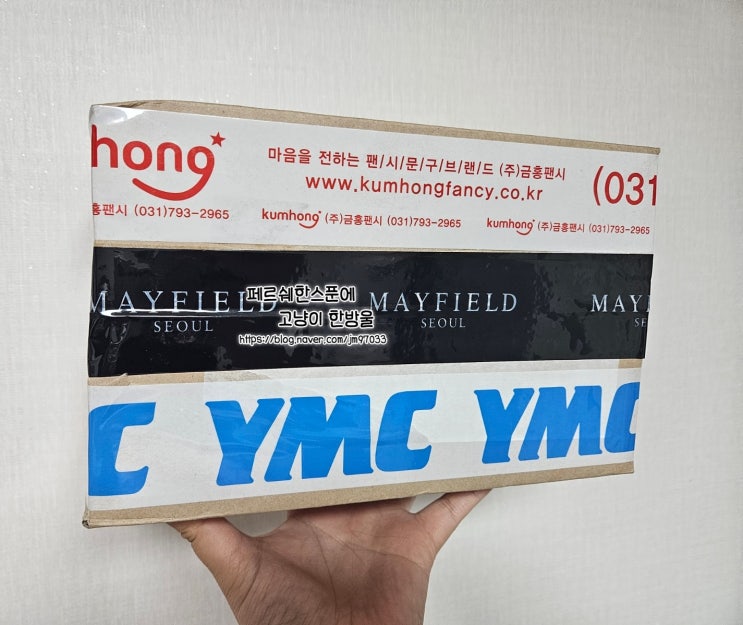 hong
마음을 전하는 팬/시/문/구/브/랜/드 (주)금홍팬시
www.kumhongfancy.co.kr
(031
홍팬시 (031)793-2965
kumhong (주)금홍팬시 (031)793-2965
kumhong (주)금홍팬시 (031)793-2965
MAYFIELD
SEOUL
페르쉐한스푼에
고냥이 한방울
https://blog.naver.com/jm97033
MAYFIELD
SEOUL
MAYF
SE
C YMC YMC